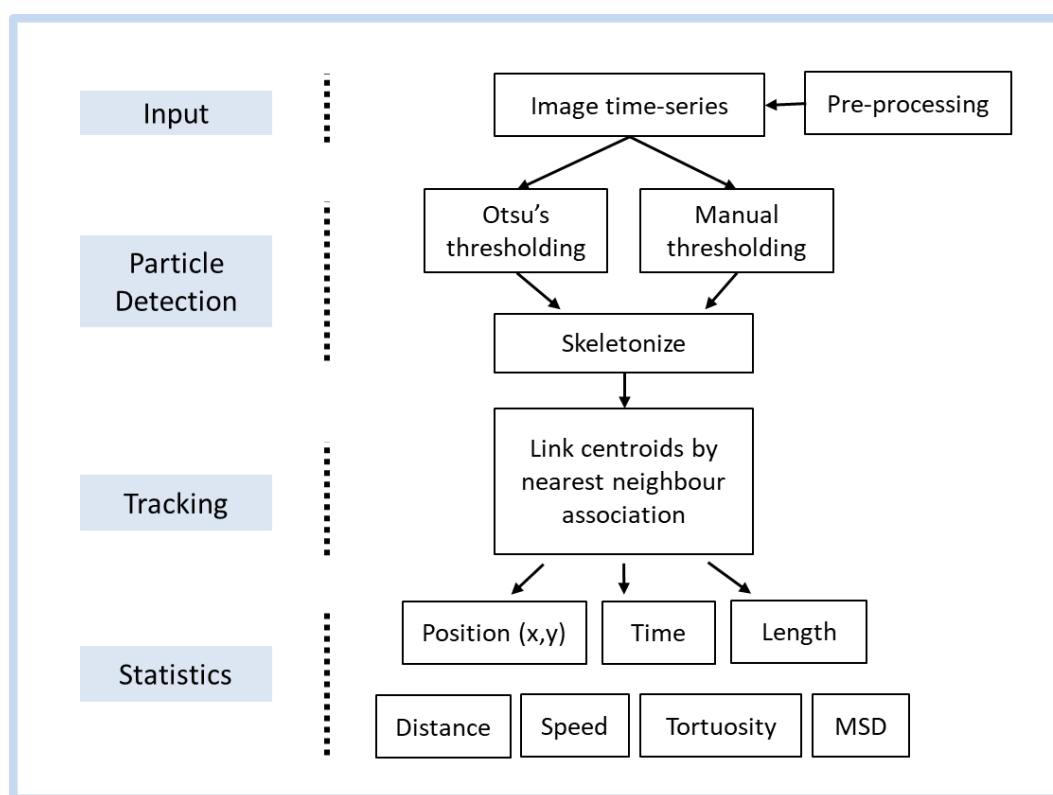 Input
Image time-series
Pre-processing
Particle
Detection
Otsu’s
thresholding
Manual
thresholding
Skeletonize
Tracking
Link centroids by
nearest neighbour
association
Statistics
Position (x,y)
Time
Length
Distance
Speed
Tortuosity
MSD